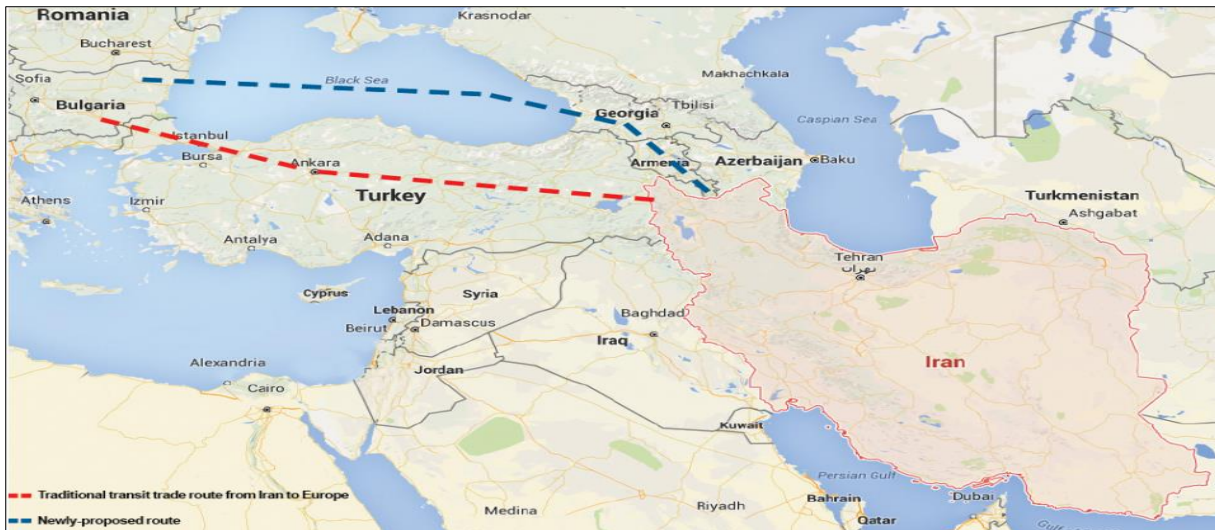 Romania
Krasnodar
Bucharest
Sofia
Black Sea
Makhachkala
Bulgaria
Georgia
Tbilisi
Caspian Sea
Istanbul
Bursa
Ankara
Armenia
Azerbaijan
Baku
Turkey
Turkmenistan
Athens
Izmir
Ashgabat
Antalya
Adana
Tehran
تهران
Cyprus
Syria
Lebanon
Beirut
Damascus
Baghdad
Iraq
Iran
Alexandria
Jordan
Cairo
Kuwait
Persian Gulf
Traditional transit trade route from Iran to Europe
Riyadh
Bahrain
Dubai
Medina
Newly-proposed route
Qatar